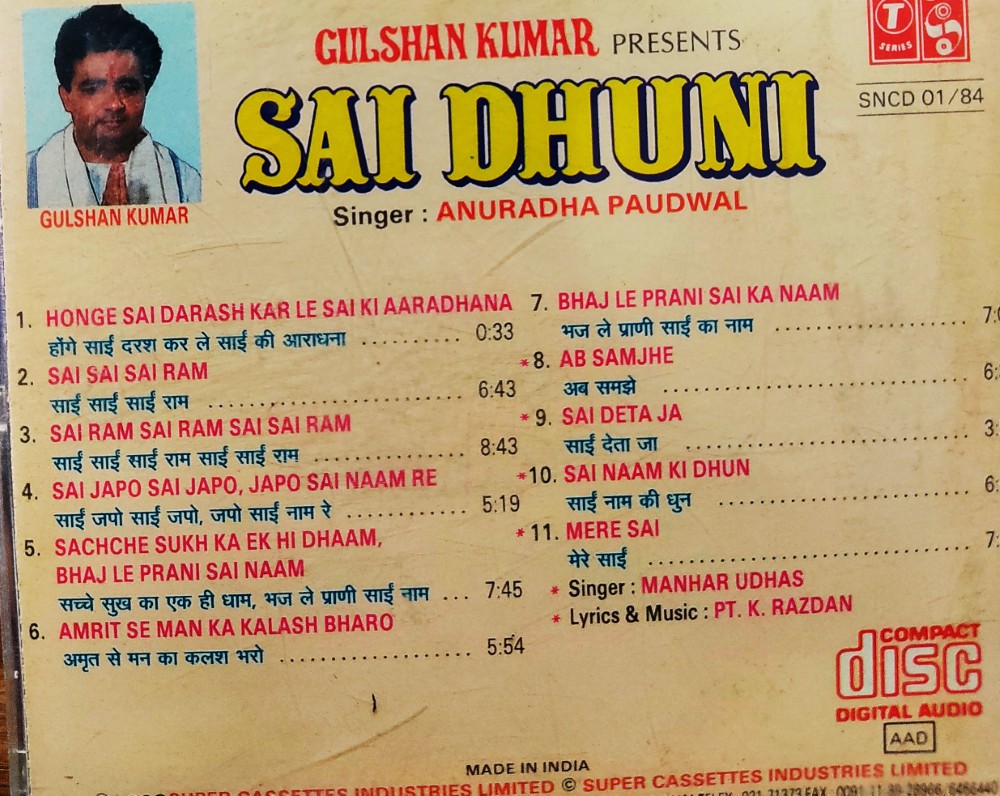 GULSHAN KUMAR PRESENTS
T
SERIES
SAI DHUNI
SNCD 01/84
GULSHAN KUMAR
Singer : ANURADHA PAUDWAL
1. HONGE SAI DARASH KAR LE SAI KI AARADHANA
होंगे साईं दरश कर ले साईं की आराधना .......... 0:33
2. SAI SAI SAI RAM
साईं साईं साईं राम .......................... 6:43
3. SAI RAM SAI RAM SAI SAI RAM
साईं साईं साईं राम साईं साईं राम ............... 8:43
4. SAI JAPO SAI JAPO, JAPO SAI NAAM RE
साईं जपो साईं जपो, जपो साईं नाम रे ............ 5:19
5. SACHCHE SUKH KA EK HI DHAAM,
BHAJ LE PRANI SAI NAAM
सच्चे सुख का एक ही धाम, भज ले प्राणी साईं नाम ... 7:45
6. AMRIT SE MAN KA KALASH BHARO
अमृत से मन का कलश भरो .................... 5:54
7. BHAJ LE PRANI SAI KA NAAM
भज ले प्राणी साईं का नाम .................... 7:
*8. AB SAMJHE
अब समझे ............................... 6:
*9. SAI DETA JA
साईं देता जा ............................. 3:
*10. SAI NAAM KI DHUN
साईं नाम की धुन ......................... 6:
*11. MERE SAI
मेरे साईं ................................ 7:
* Singer : MANHAR UDHAS
* Lyrics & Music : PT. K. RAZDAN
COMPACT
disc
DIGITAL AUDIO
AAD
MADE IN INDIA
SUPER CASSETTES INDUSTRIES LIMITED © SUPER CASSETTES INDUSTRIES LIMITED